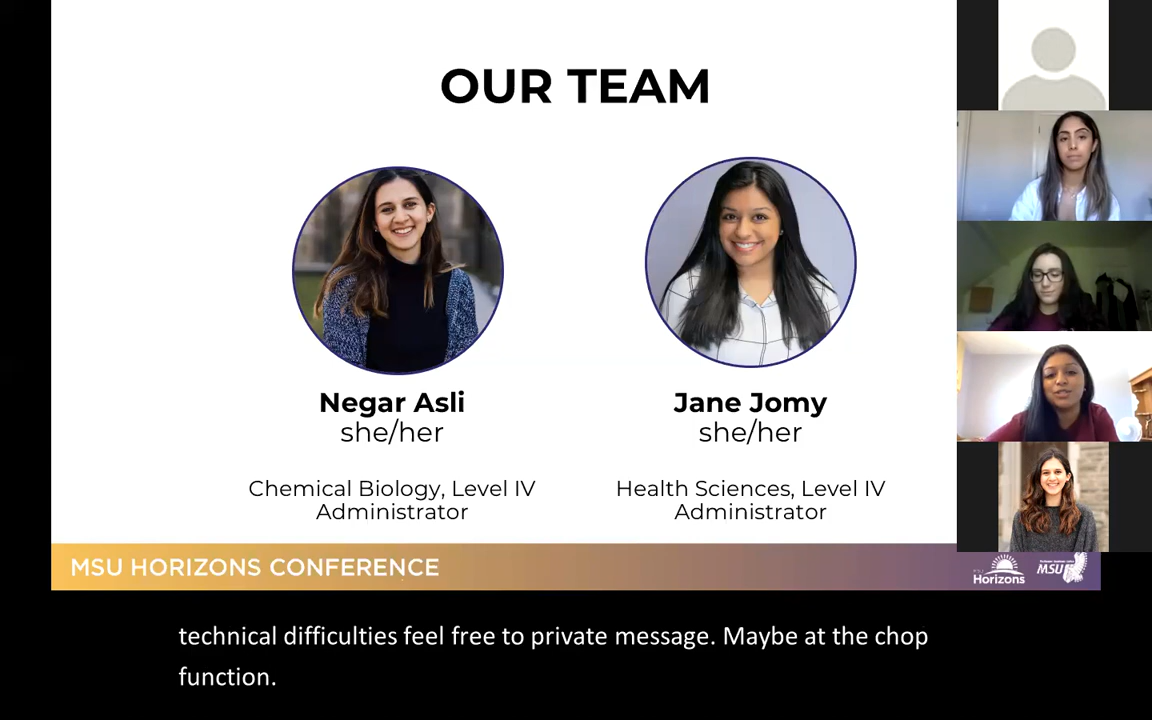 OUR TEAM
Negar Asli
she/her
Chemical Biology, Level IV
Administrator
Jane Jomy
she/her
Health Sciences, Level IV
Administrator
MSU HORIZONS CONFERENCE
MSU
Horizons
MSU
technical difficulties feel free to private message. Maybe at the chop
function.